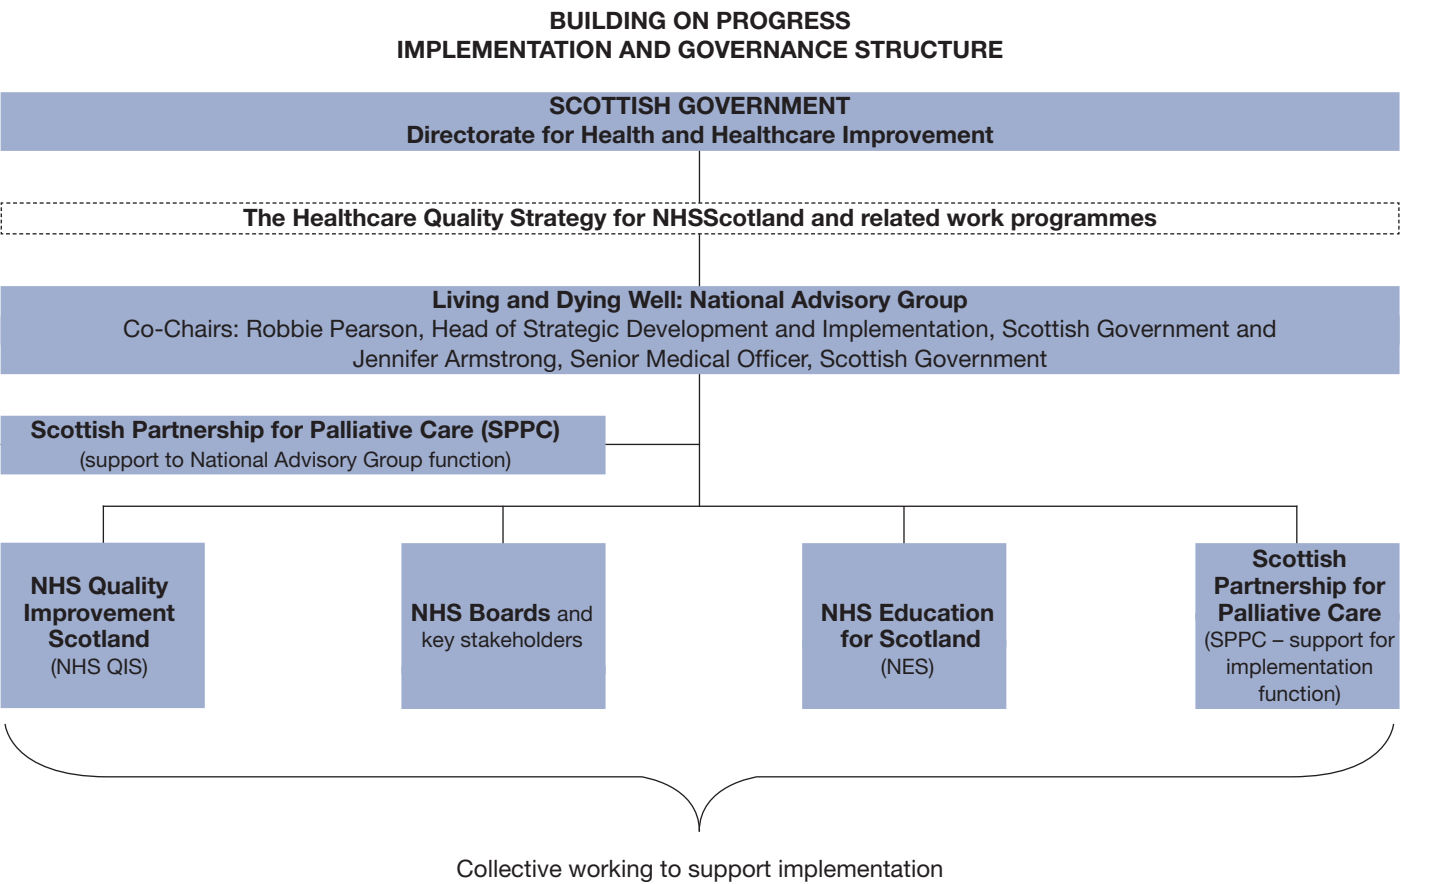 BUILDING ON PROGRESS
IMPLEMENTATION AND GOVERNANCE STRUCTURE
SCOTTISH GOVERNMENT
Directorate for Health and Healthcare Improvement
The Healthcare Quality Strategy for NHSScotland and related work programmes
Living and Dying Well: National Advisory Group
Co-Chairs: Robbie Pearson, Head of Strategic Development and Implementation, Scottish Government and
Jennifer Armstrong, Senior Medical Officer, Scottish Government
Scottish Partnership for Palliative Care (SPPC)
(support to National Advisory Group function)
NHS Quality
Improvement
Scotland
(NHS QIS)
NHS Boards and
key stakeholders
NHS Education
for Scotland
(NES)
Scottish
Partnership for
Palliative Care
(SPPC – support for
implementation
function)
Collective working to support implementation